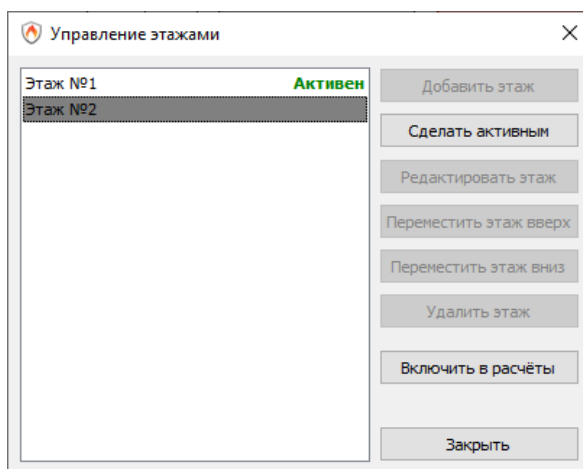 Управление этажами
Этаж №1 Активен
Этаж №2
Добавить этаж
Сделать активным
Редактировать этаж
Переместить этаж вверх
Переместить этаж вниз
Удалить этаж
Включить в расчёты
Закрыть